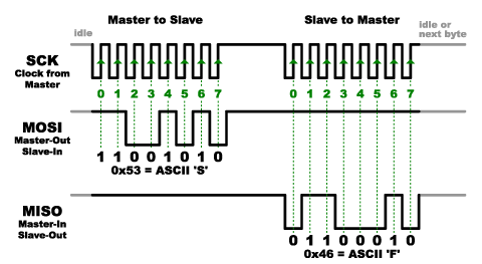 Master to Slave
Slave to Master
idle
idle or
next byte
SCK
Clock from
Master
0 1 2 3 4 5 6 7
0 1 2 3 4 5 6 7
MOSI
Master-Out
Slave-In
1 1 0 0 1 0 1 0
0x53 = ASCII 'S'
MISO
Master-In
Slave-Out
0 1 1 0 0 0 1 0
0x46 = ASCII 'F'